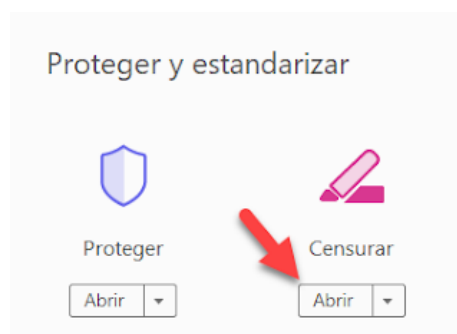 Proteger y estandarizar
Proteger
Censurar
Abrir
Abrir